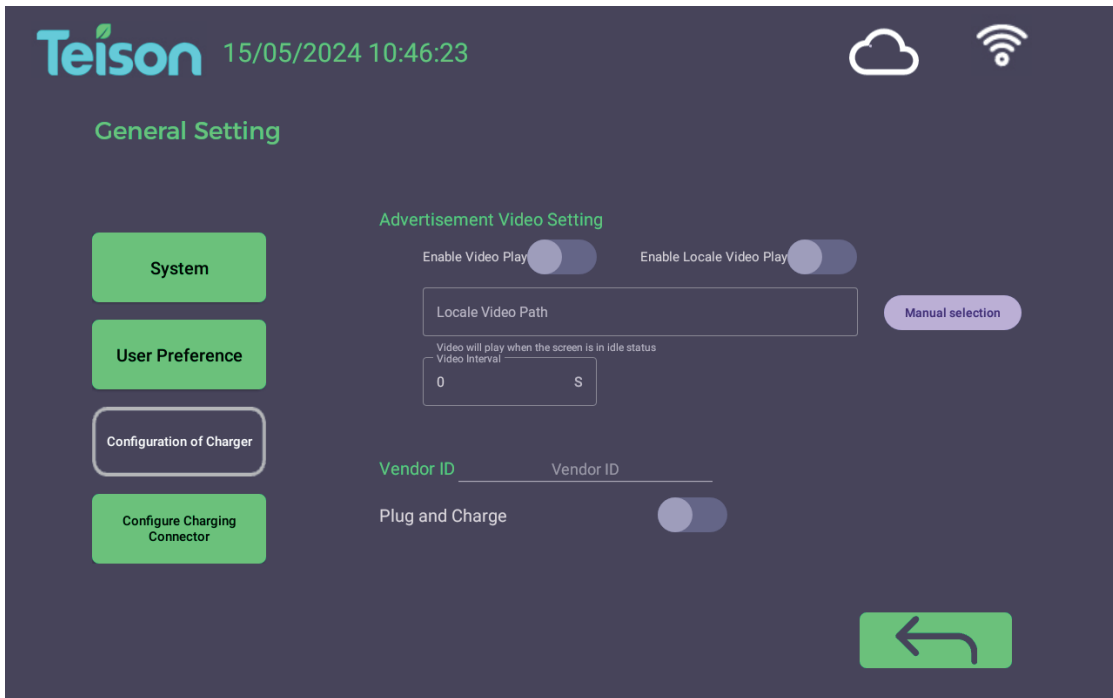 Teison 15/05/2024 10:46:23
General Setting
System
User Preference
Configuration of Charger
Configure Charging
Connector
Advertisement Video Setting
Enable Video Play Enable Locale Video Play
Locale Video Path Manual selection
Video will play when the screen is in idle status
Video Interval
0 S
Vendor ID Vendor ID
Plug and Charge